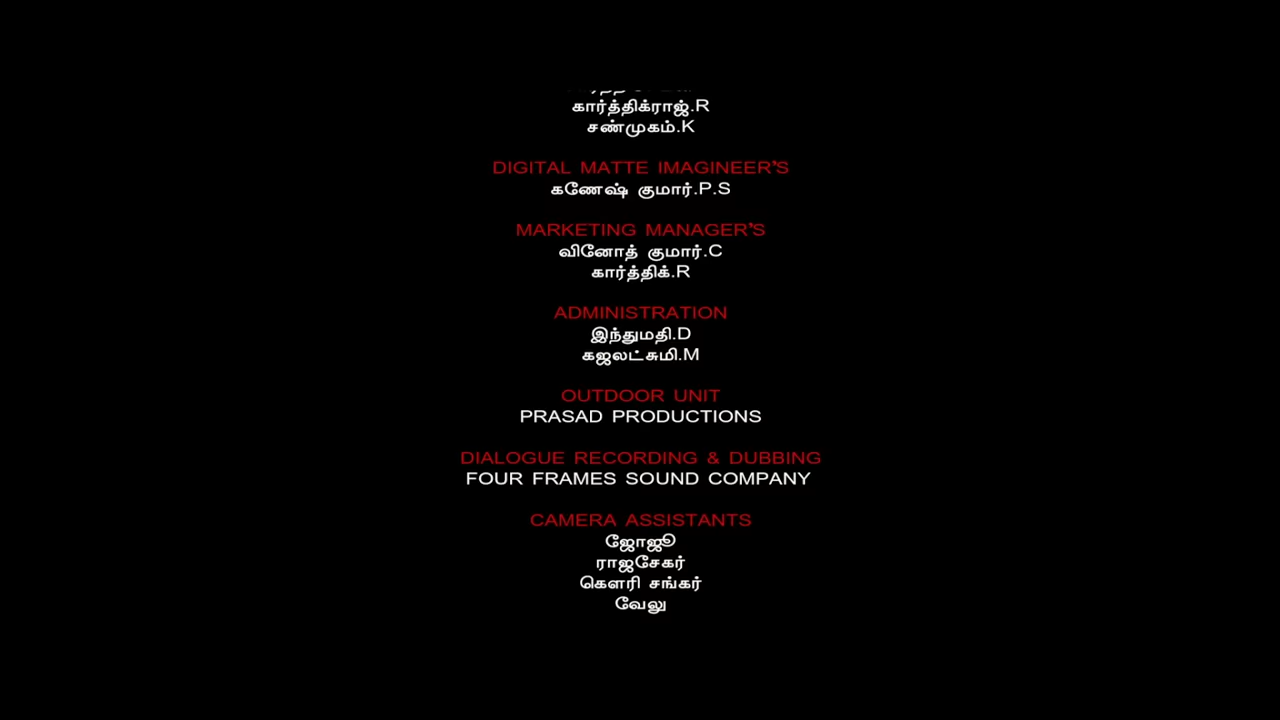 கார்த்திக்ராஜ்.R
சண்முகம்.K
DIGITAL MATTE IMAGINEER'S
கணேஷ் குமார்.P.S
MARKETING MANAGER'S
வினோத் குமார்.C
கார்த்திக்.R
ADMINISTRATION
இந்துமதி.D
கஜலட்சுமி.M
OUTDOOR UNIT
PRASAD PRODUCTIONS
DIALOGUE RECORDING & DUBBING
FOUR FRAMES SOUND COMPANY
CAMERA ASSISTANTS
ஜோஜூ
ராஜசேகர்
கௌரி சங்கர்
வேலு